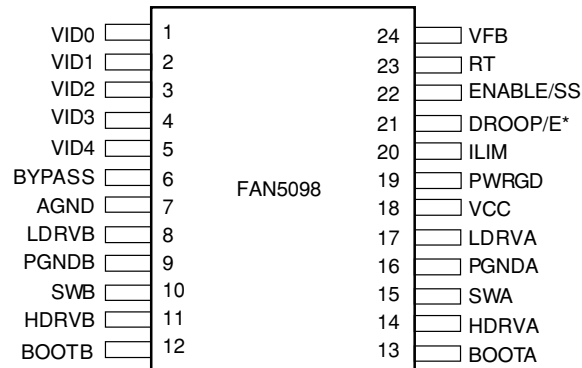 VID0 1 24 VFB
VID1 2 23 RT
VID2 3 22 ENABLE/SS
VID3 4 21 DROOP/E*
VID4 5 20 ILIM
BYPASS 6 FAN5098 19 PWRGD
AGND 7 18 VCC
LDRVB 8 17 LDRVA
PGNDB 9 16 PGNDA
SWB 10 15 SWA
HDRVB 11 14 HDRVA
BOOTB 12 13 BOOTA